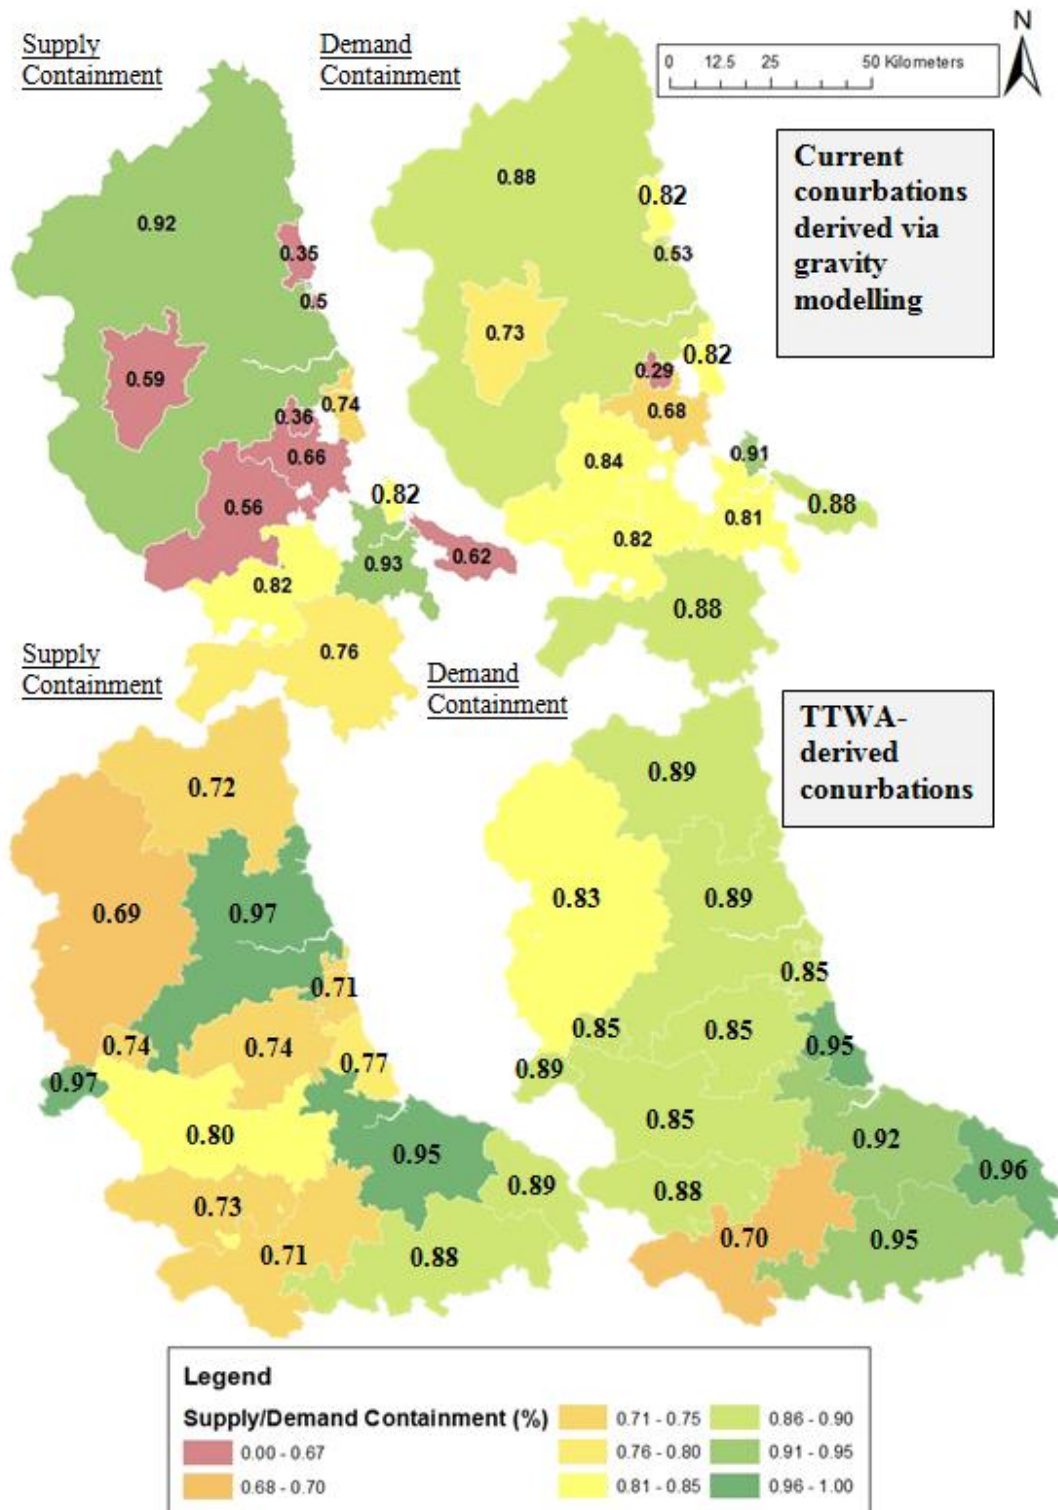 Supply
Containment
Demand
Containment
N
0 12.5 25 50 Kilometers
Current
conurbations
derived via
gravity
modelling
0.92
0.35
0.5
0.59
0.74
0.36
0.66
0.56
0.82
0.62
0.93
0.82
0.76
0.88
0.82
0.53
0.73
0.82
0.29
0.68
0.84
0.91
0.88
0.81
0.82
0.88
Supply
Containment
Demand
Containment
TTWA-
derived
conurbations
0.72
0.69
0.97
0.71
0.74
0.74
0.77
0.97
0.80
0.95
0.89
0.73
0.71
0.88
0.89
0.83
0.89
0.85
0.85
0.85
0.95
0.89
0.85
0.92
0.96
0.88
0.70
0.95
Legend
Supply/Demand Containment (%)
0.00 - 0.67
0.68 - 0.70
0.71 - 0.75
0.76 - 0.80
0.81 - 0.85
0.86 - 0.90
0.91 - 0.95
0.96 - 1.00